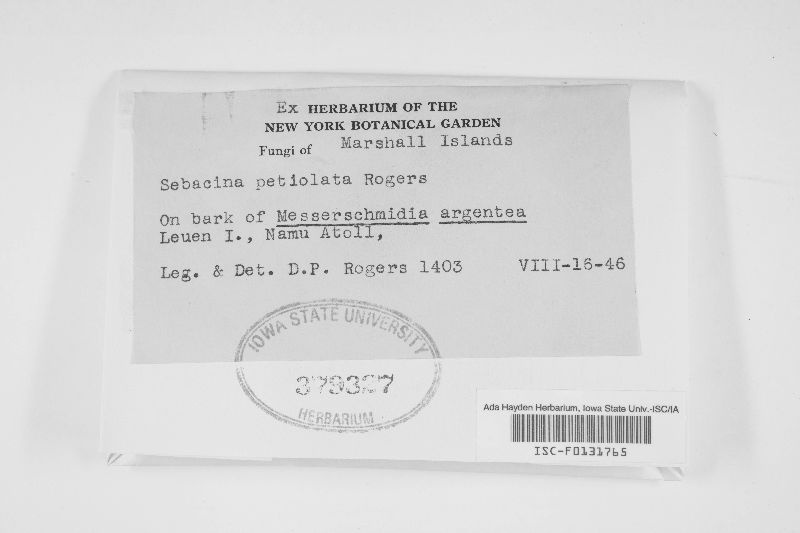 Ex HERBARIUM OF THE
NEW YORK BOTANICAL GARDEN
Fungi of Marshall Islands
Sebacina petiolata Rogers
On bark of Messerschmidia argentea
Leuen I., Namu Atoll,
Leg. & Det. D.P. Rogers 1403 VIII-16-46
IOWA STATE UNIVERSITY
379327
HERBARIUM
Ada Hayden Herbarium, Iowa State Univ.-ISC/IA
ISC-F0131765